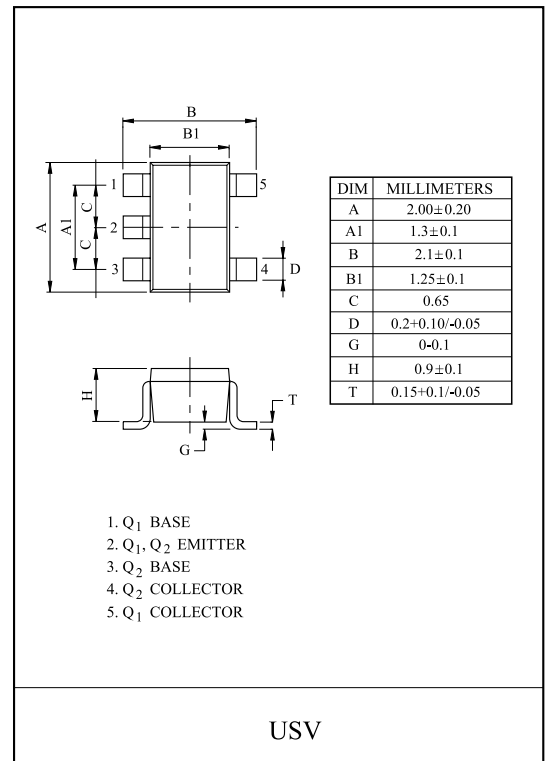 B
B1
1
5
A
A1
C
2
C
3
4
D
DIM MILLIMETERS
A 2.00±0.20
A1 1.3±0.1
B 2.1±0.1
B1 1.25±0.1
C 0.65
D 0.2+0.10/-0.05
G 0-0.1
H 0.9±0.1
T 0.15+0.1/-0.05
H
T
G
1. Q1 BASE
2. Q1, Q2 EMITTER
3. Q2 BASE
4. Q2 COLLECTOR
5. Q1 COLLECTOR
USV